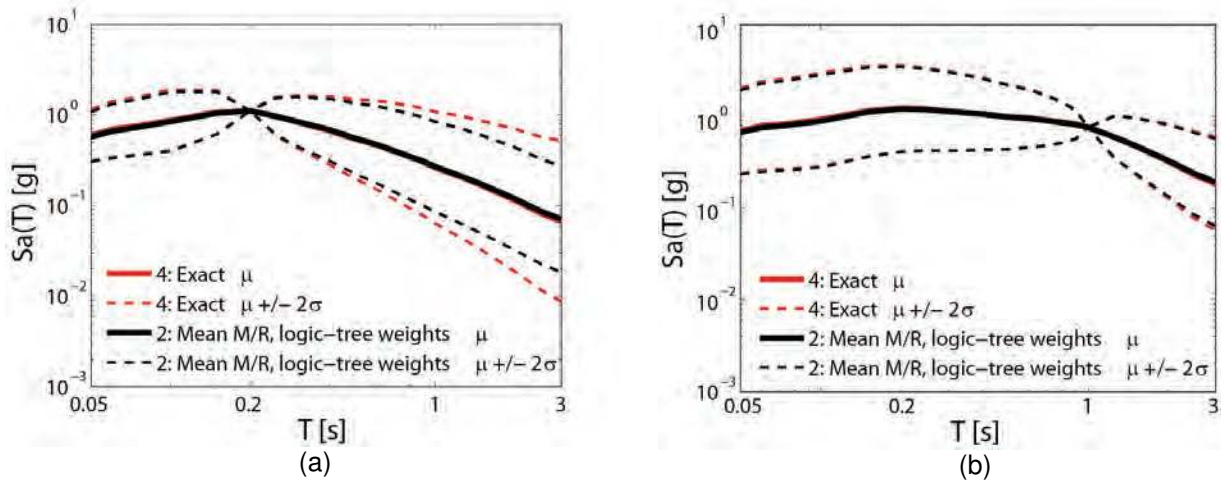 10^1
10^0
10^-1
10^-2
10^-3
Sa(T) [g]
4: Exact μ
4: Exact μ +/- 2σ
2: Mean M/R, logic-tree weights μ
2: Mean M/R, logic-tree weights μ +/- 2σ
0.05 0.2 1 3
T [s]
(a)
10^1
10^0
10^-1
10^-2
10^-3
Sa(T) [g]
4: Exact μ
4: Exact μ +/- 2σ
2: Mean M/R, logic-tree weights μ
2: Mean M/R, logic-tree weights μ +/- 2σ
0.05 0.2 1 3
T [s]
(b)